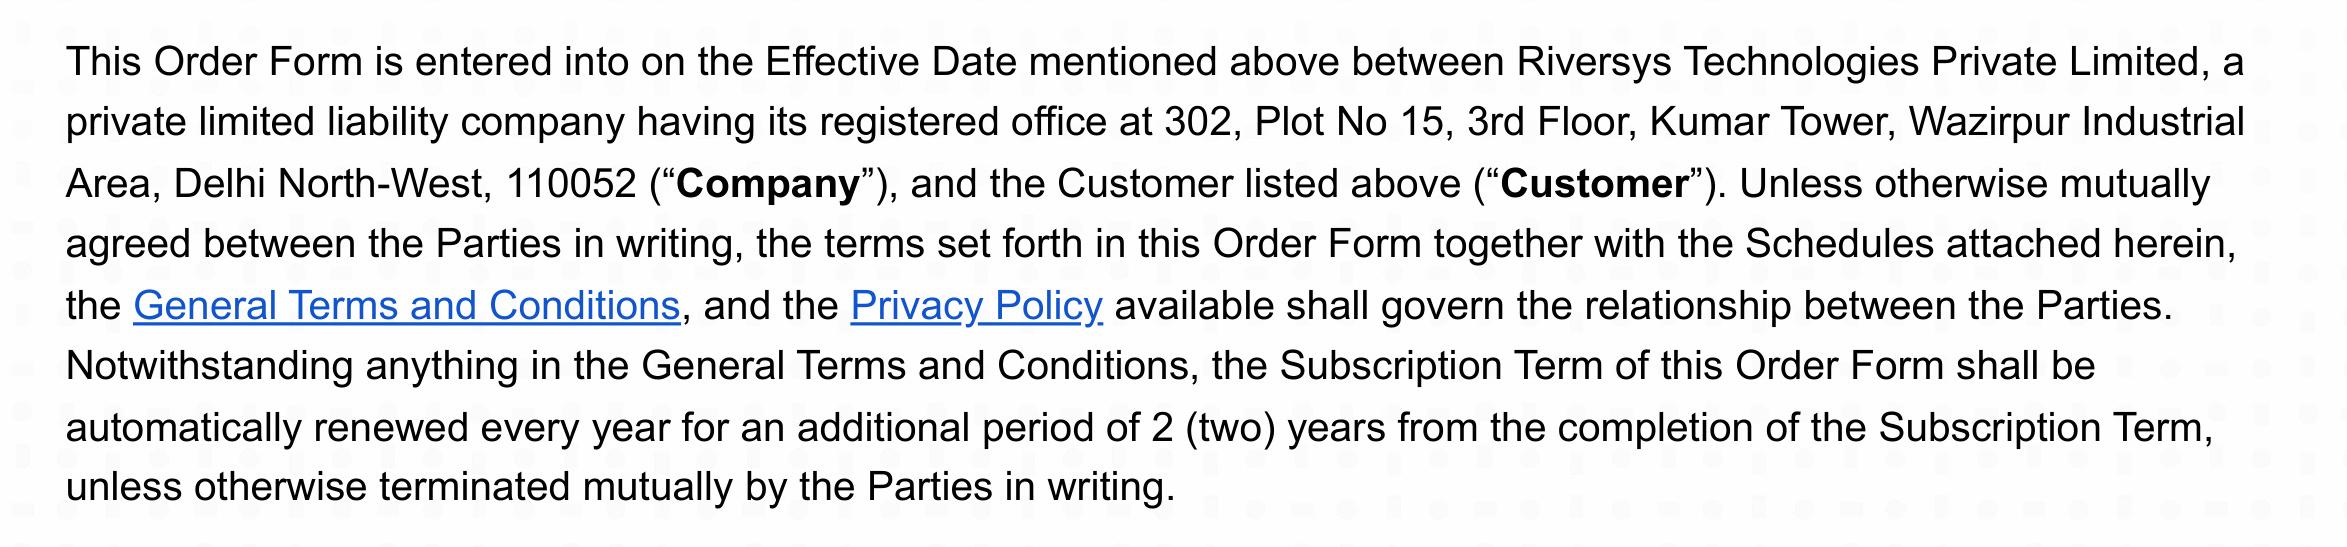 This Order Form is entered into on the Effective Date mentioned above between Riversys Technologies Private Limited, a
private limited liability company having its registered office at 302, Plot No 15, 3rd Floor, Kumar Tower, Wazirpur Industrial
Area, Delhi North-West, 110052 (“Company”), and the Customer listed above (“Customer”). Unless otherwise mutually
agreed between the Parties in writing, the terms set forth in this Order Form together with the Schedules attached herein,
the General Terms and Conditions, and the Privacy Policy available shall govern the relationship between the Parties.
Notwithstanding anything in the General Terms and Conditions, the Subscription Term of this Order Form shall be
automatically renewed every year for an additional period of 2 (two) years from the completion of the Subscription Term,
unless otherwise terminated mutually by the Parties in writing.